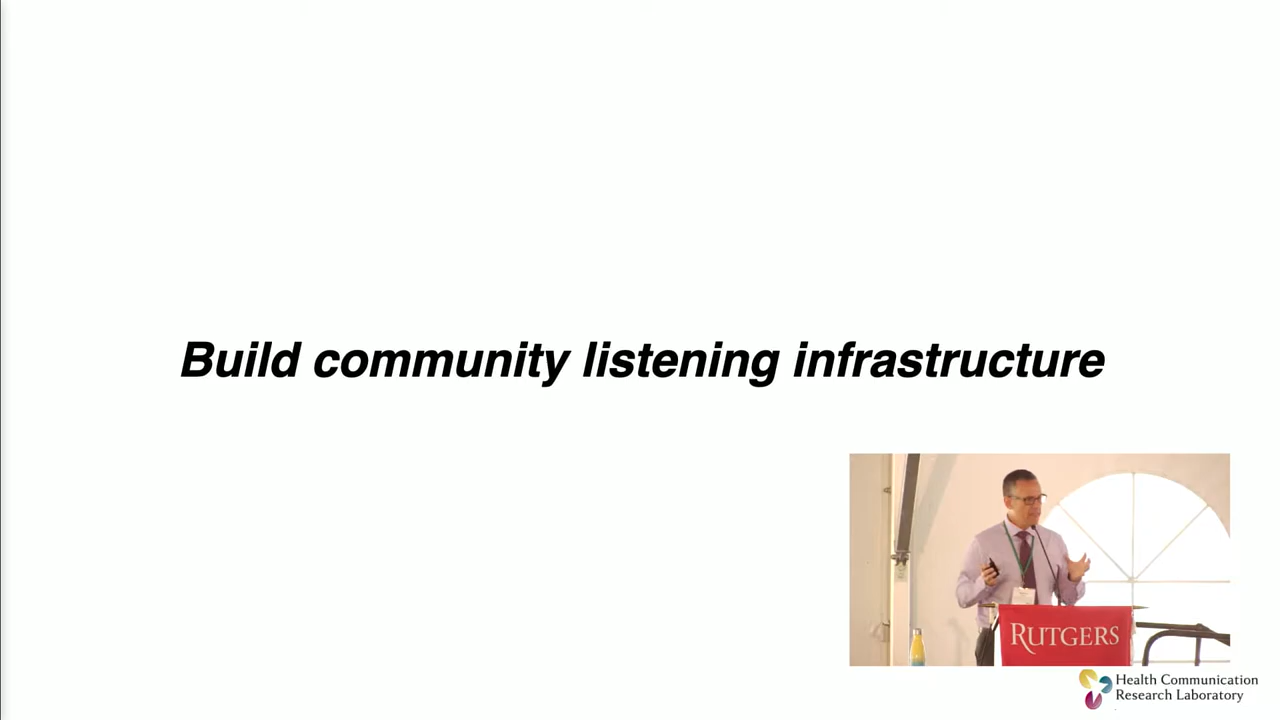 Build community listening infrastructure
RUTGERS
Health Communication
Research Laboratory